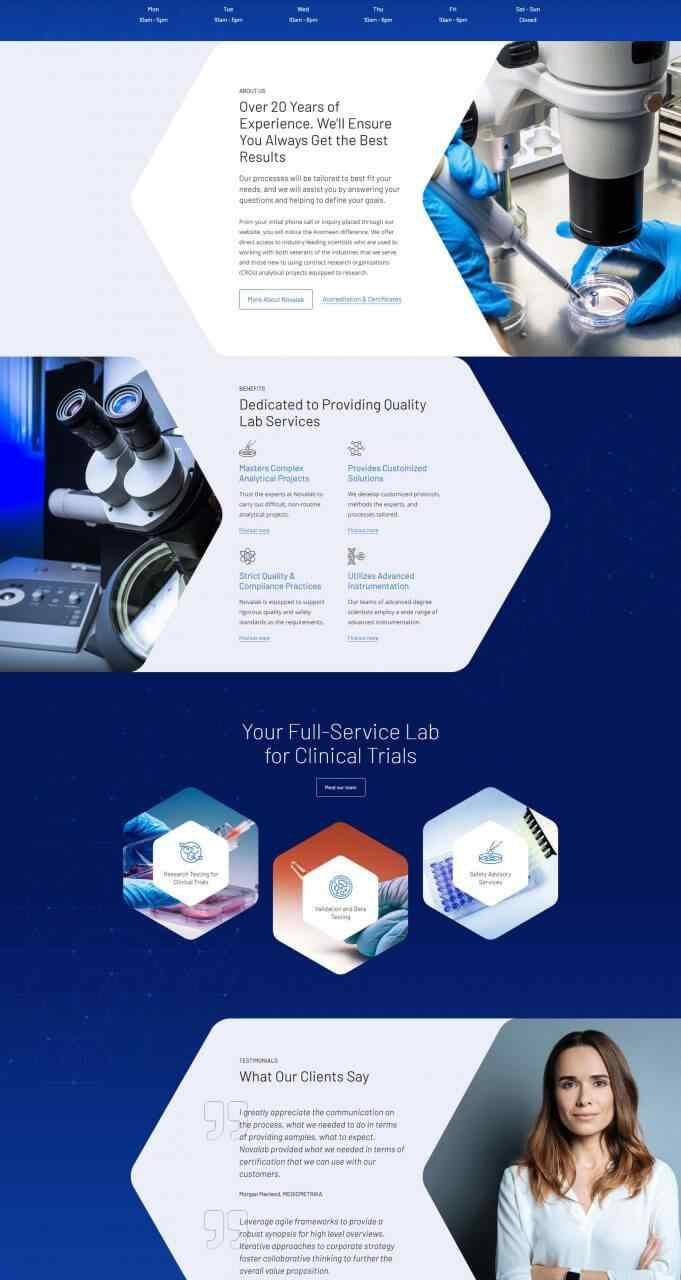 Mon Tue Wed Thu Fri Sat - Sun
10am - 5pm 10am - 5pm 10am - 5pm 10am - 5pm 10am - 5pm Closed
ABOUT US
Over 20 Years of
Experience. We'll Ensure
You Always Get the Best
Results
Our processes will be tailored to best fit your
needs, and we will assist you by answering your
questions and helping to define your goals.
From your initial phone call or inquiry placed through our
website, you will notice the Avomeen difference. We offer
direct access to industry-leading scientists who are used to
working with both veterans of the industries that we serve
and those new to using contract research organizations
(CROs) analytical projects equipped to research.
More About Novalab Accreditation & Certificates
BENEFITS
Dedicated to Providing Quality
Lab Services
Masters Complex
Analytical Projects
Trust the experts at Novalab to
carry out difficult, non-routine
analytical projects.
Find out more
Provides Customized
Solutions
We develop customized protocols,
methods the experts, and
processes tailored.
Find out more
Strict Quality &
Compliance Practices
Novalab is equipped to support
rigorous quality and safety
standards as the requirements.
Find out more
Utilizes Advanced
Instrumentation
Our teams of advanced-degree
scientists employ a wide range of
advanced instrumentation.
Find out more
Your Full-Service Lab
for Clinical Trials
Meet our team
Research Testing for
Clinical Trials
Validation and Beta
Testing
Safety Advisory
Services
TESTIMONIALS
What Our Clients Say
I greatly appreciate the communication on
the process, what we needed to do in terms
of providing samples, what to expect.
Novalab provided what we needed in terms of
certification that we can use with our
customers.
Morgan Macleod, MEDIOMETRIKA
Leverage agile frameworks to provide a
robust synopsis for high level overviews.
Iterative approaches to corporate strategy
foster collaborative thinking to further the
overall value proposition.